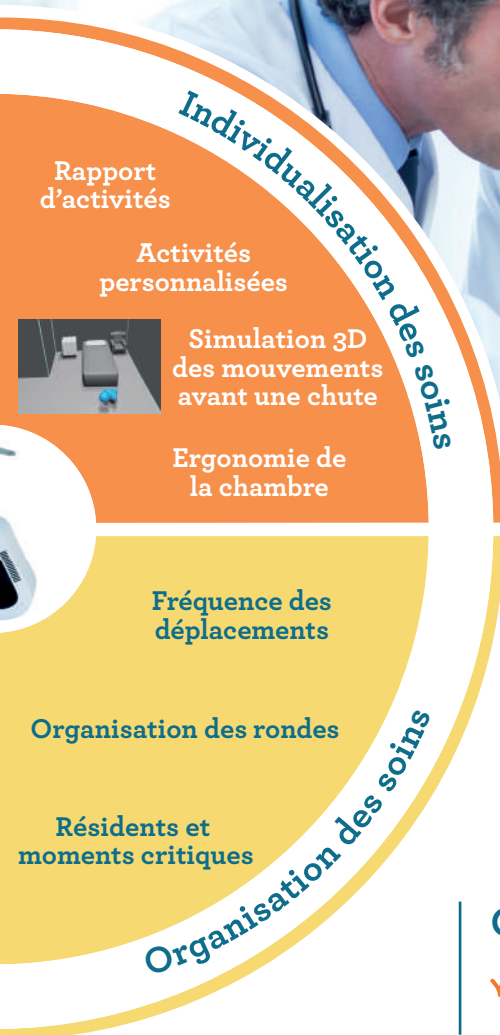 Individualisation des soins
Rapport
d’activités
Activités
personnalisées
Simulation 3D
des mouvements
avant une chute
Ergonomie de
la chambre
Fréquence des
déplacements
Organisation des rondes
Résidents et
moments critiques
Organisation des soins